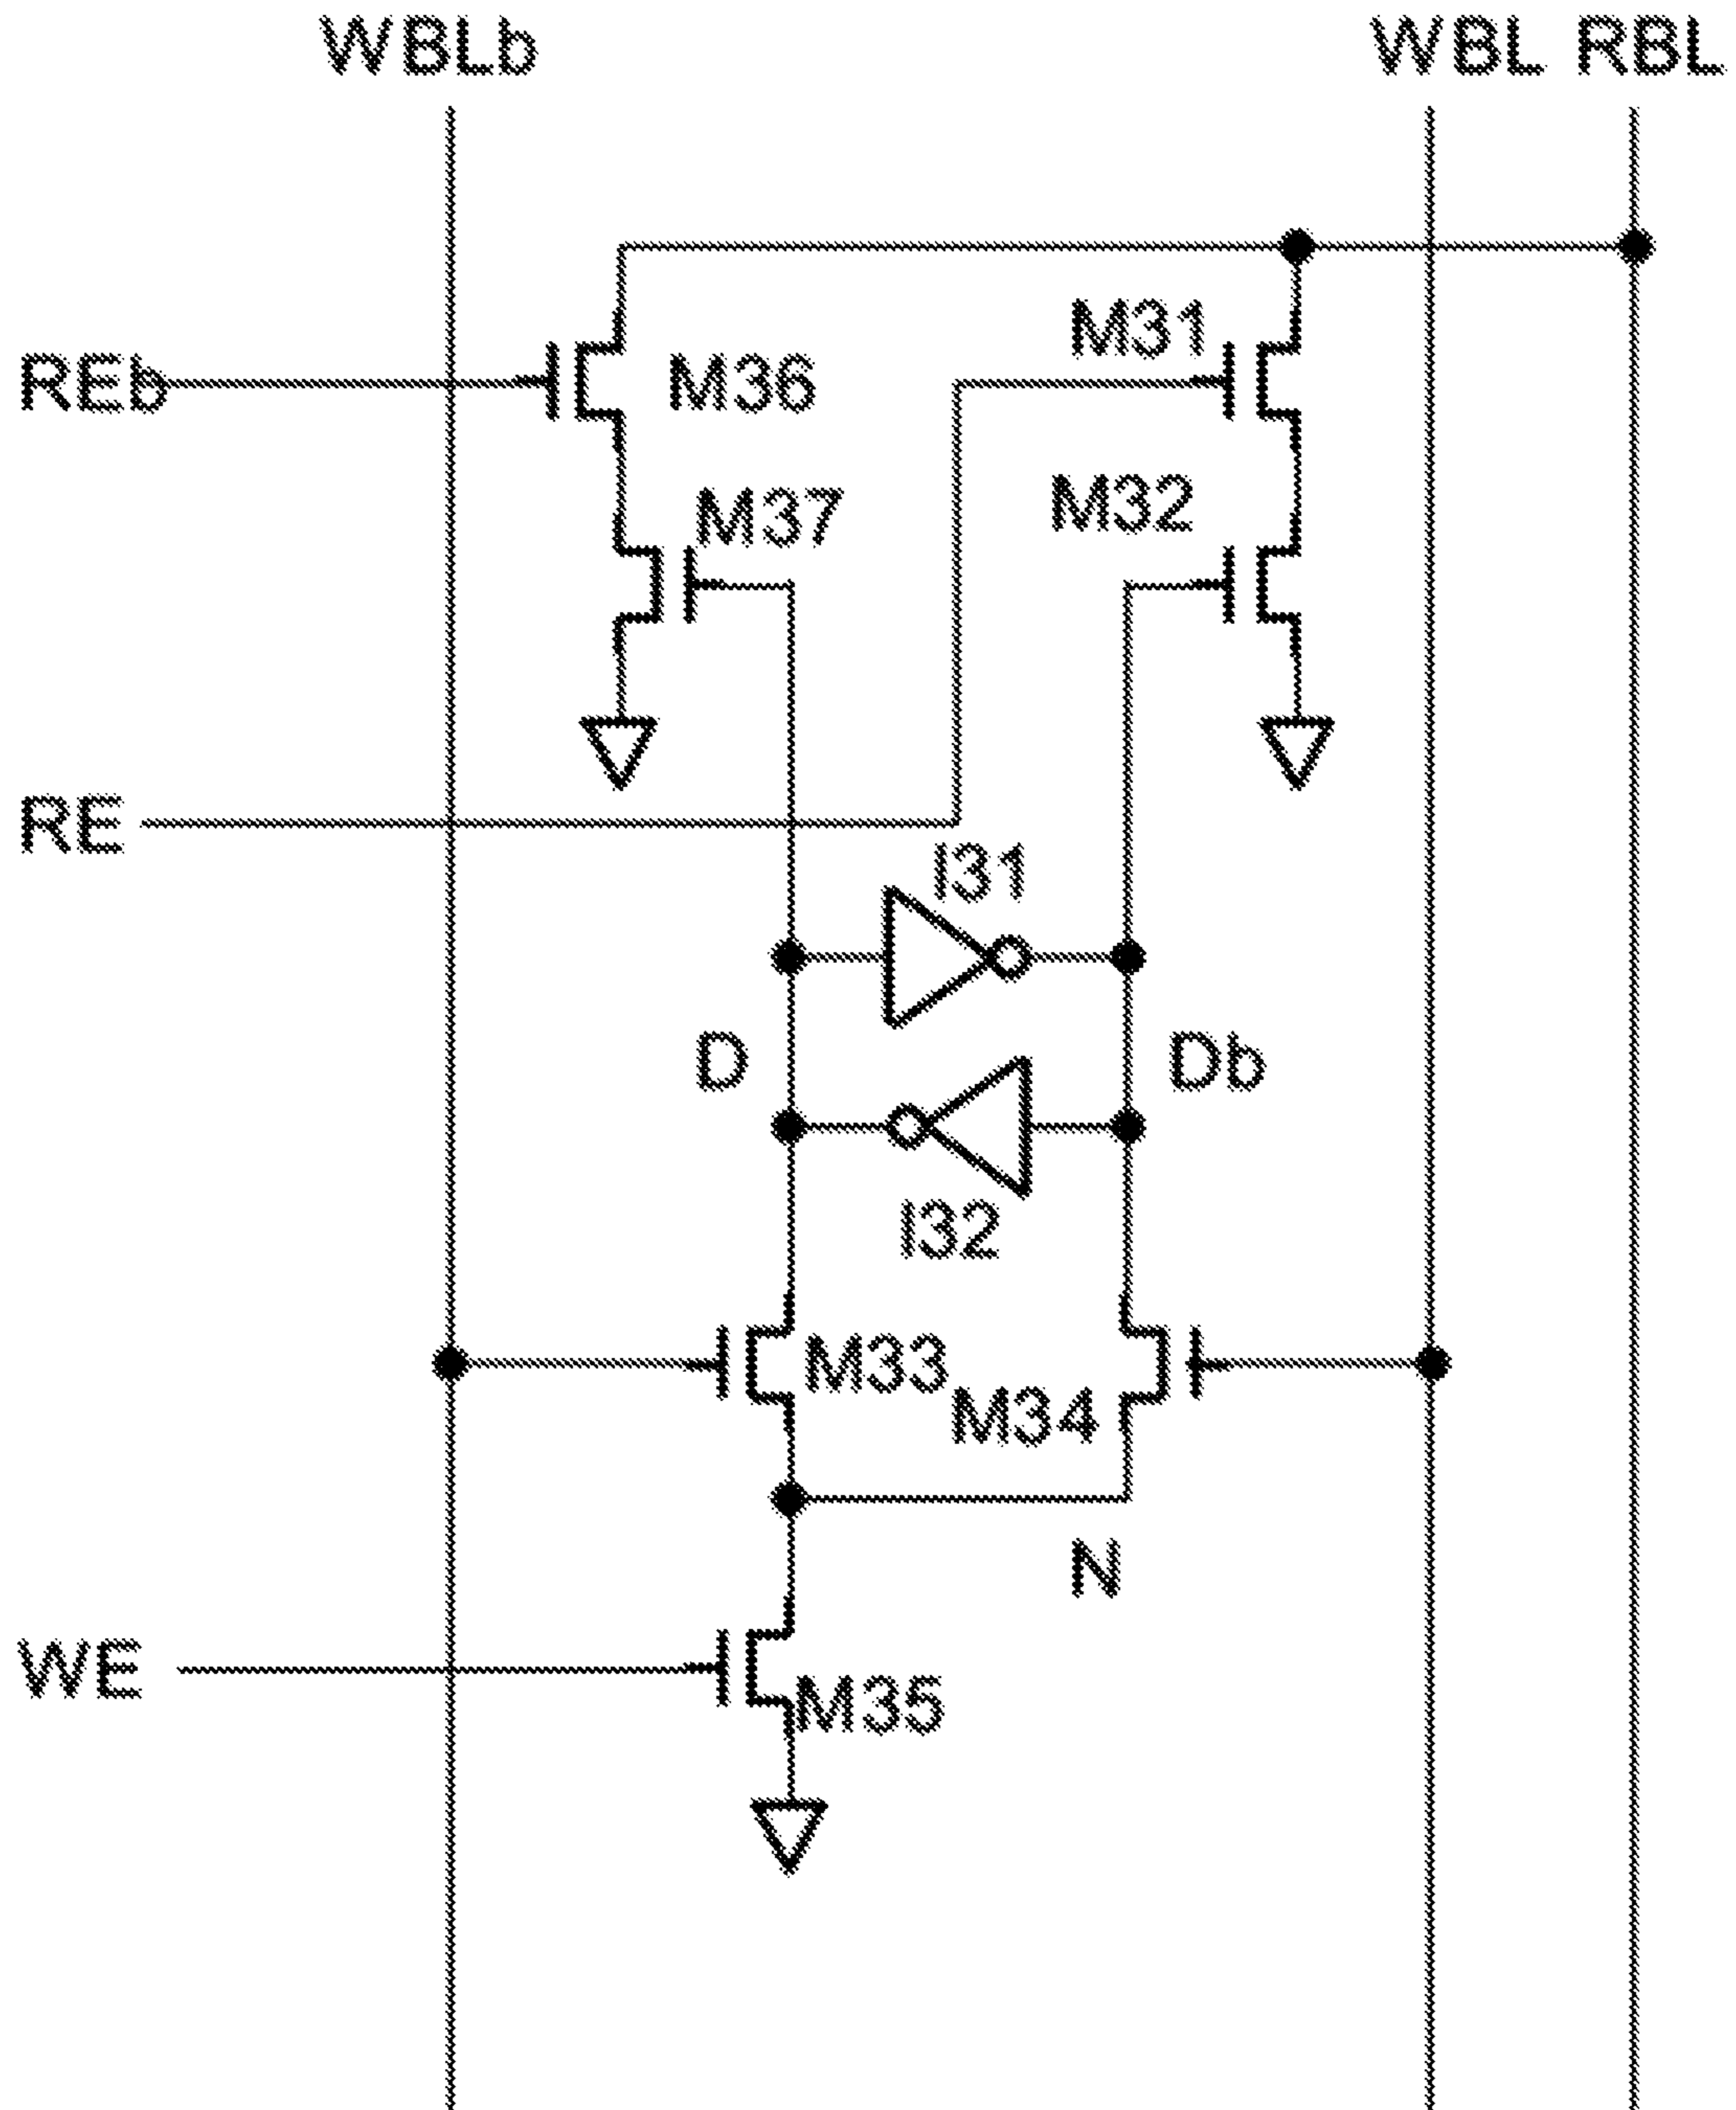 WBLb WBL RBL
M31
REb M36
M32
M37
RE
I31
D Db
I32
M33
M34
N
WE
M35